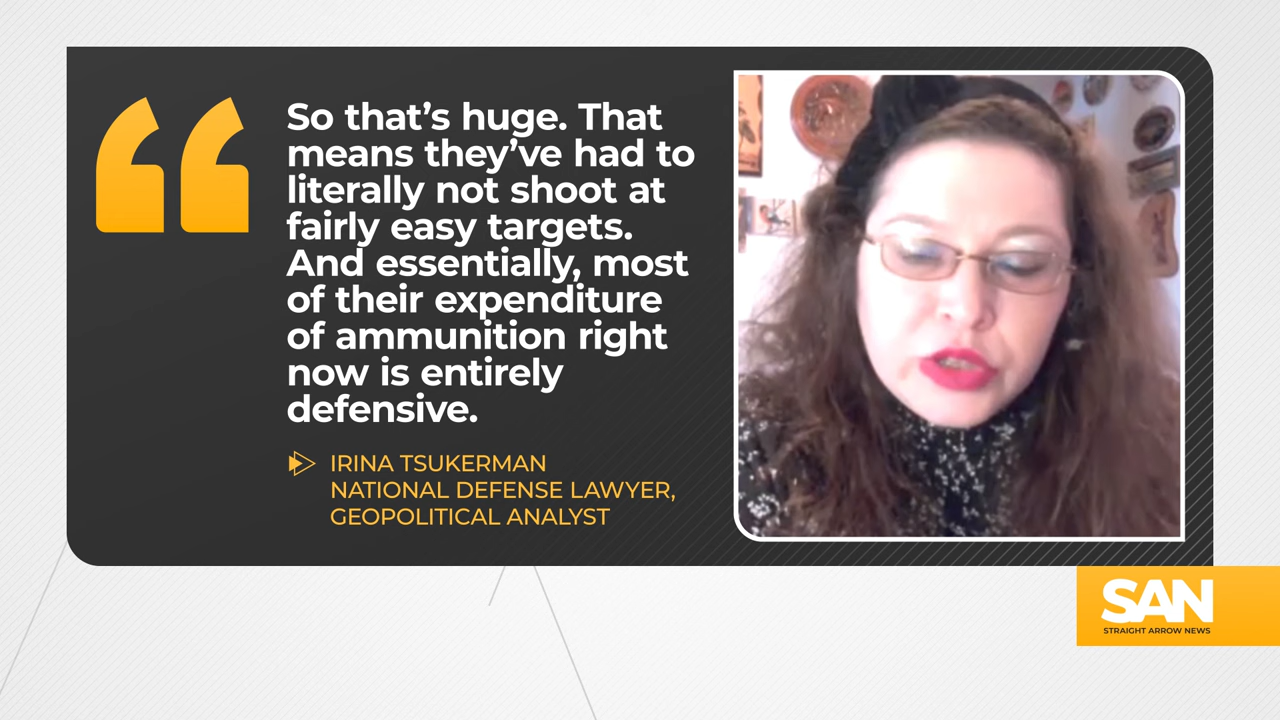 So that’s huge. That
means they’ve had to
literally not shoot at
fairly easy targets.
And essentially, most
of their expenditure
of ammunition right
now is entirely
defensive.
IRINA TSUKERMAN
NATIONAL DEFENSE LAWYER,
GEOPOLITICAL ANALYST
SAN
STRAIGHT ARROW NEWS